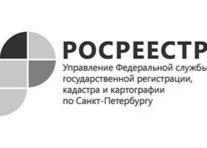 РОСРЕЕСТР
Управление Федеральной службы
государственной регистрации,
кадастра и картографии
по Санкт-Петербургу